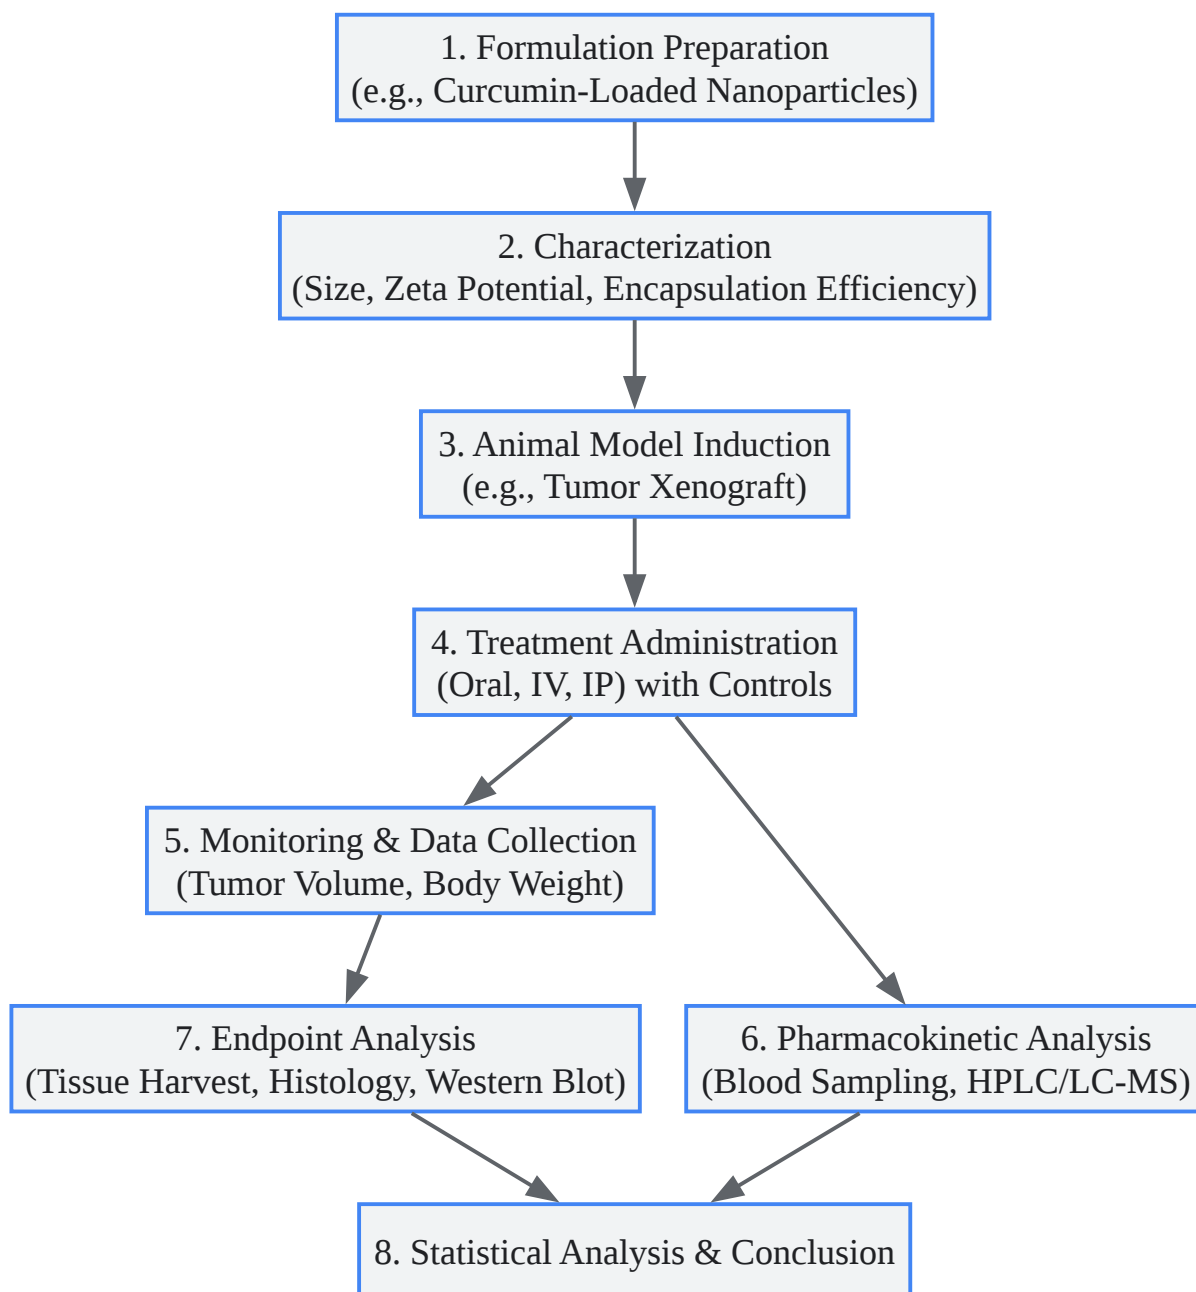 1. Formulation Preparation
(e.g., Curcumin-Loaded Nanoparticles)
2. Characterization
(Size, Zeta Potential, Encapsulation Efficiency)
3. Animal Model Induction
(e.g., Tumor Xenograft)
4. Treatment Administration
(Oral, IV, IP) with Controls
5. Monitoring & Data Collection
(Tumor Volume, Body Weight)
7. Endpoint Analysis
(Tissue Harvest, Histology, Western Blot)
6. Pharmacokinetic Analysis
(Blood Sampling, HPLC/LC-MS)
8. Statistical Analysis & Conclusion